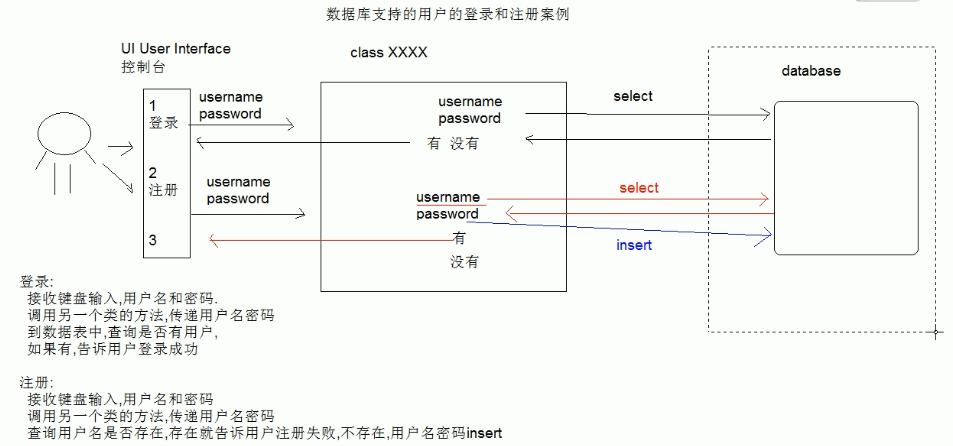 数据库支持的用户的登录和注册案例
UI User Interface
控制台
class XXXX
database
1
登录
username
password
username
password
有 没有
select
2
注册
username
password
username
password
select
3
有
没有
insert
登录:
接收键盘输入,用户名和密码.
调用另一个类的方法,传递用户名密码
到数据表中,查询是否有用户,
如果有,告诉用户登录成功
注册:
接收键盘输入,用户名和密码
调用另一个类的方法,传递用户名密码
查询用户名是否存在,存在就告诉用户注册失败,不存在,用户名密码insert